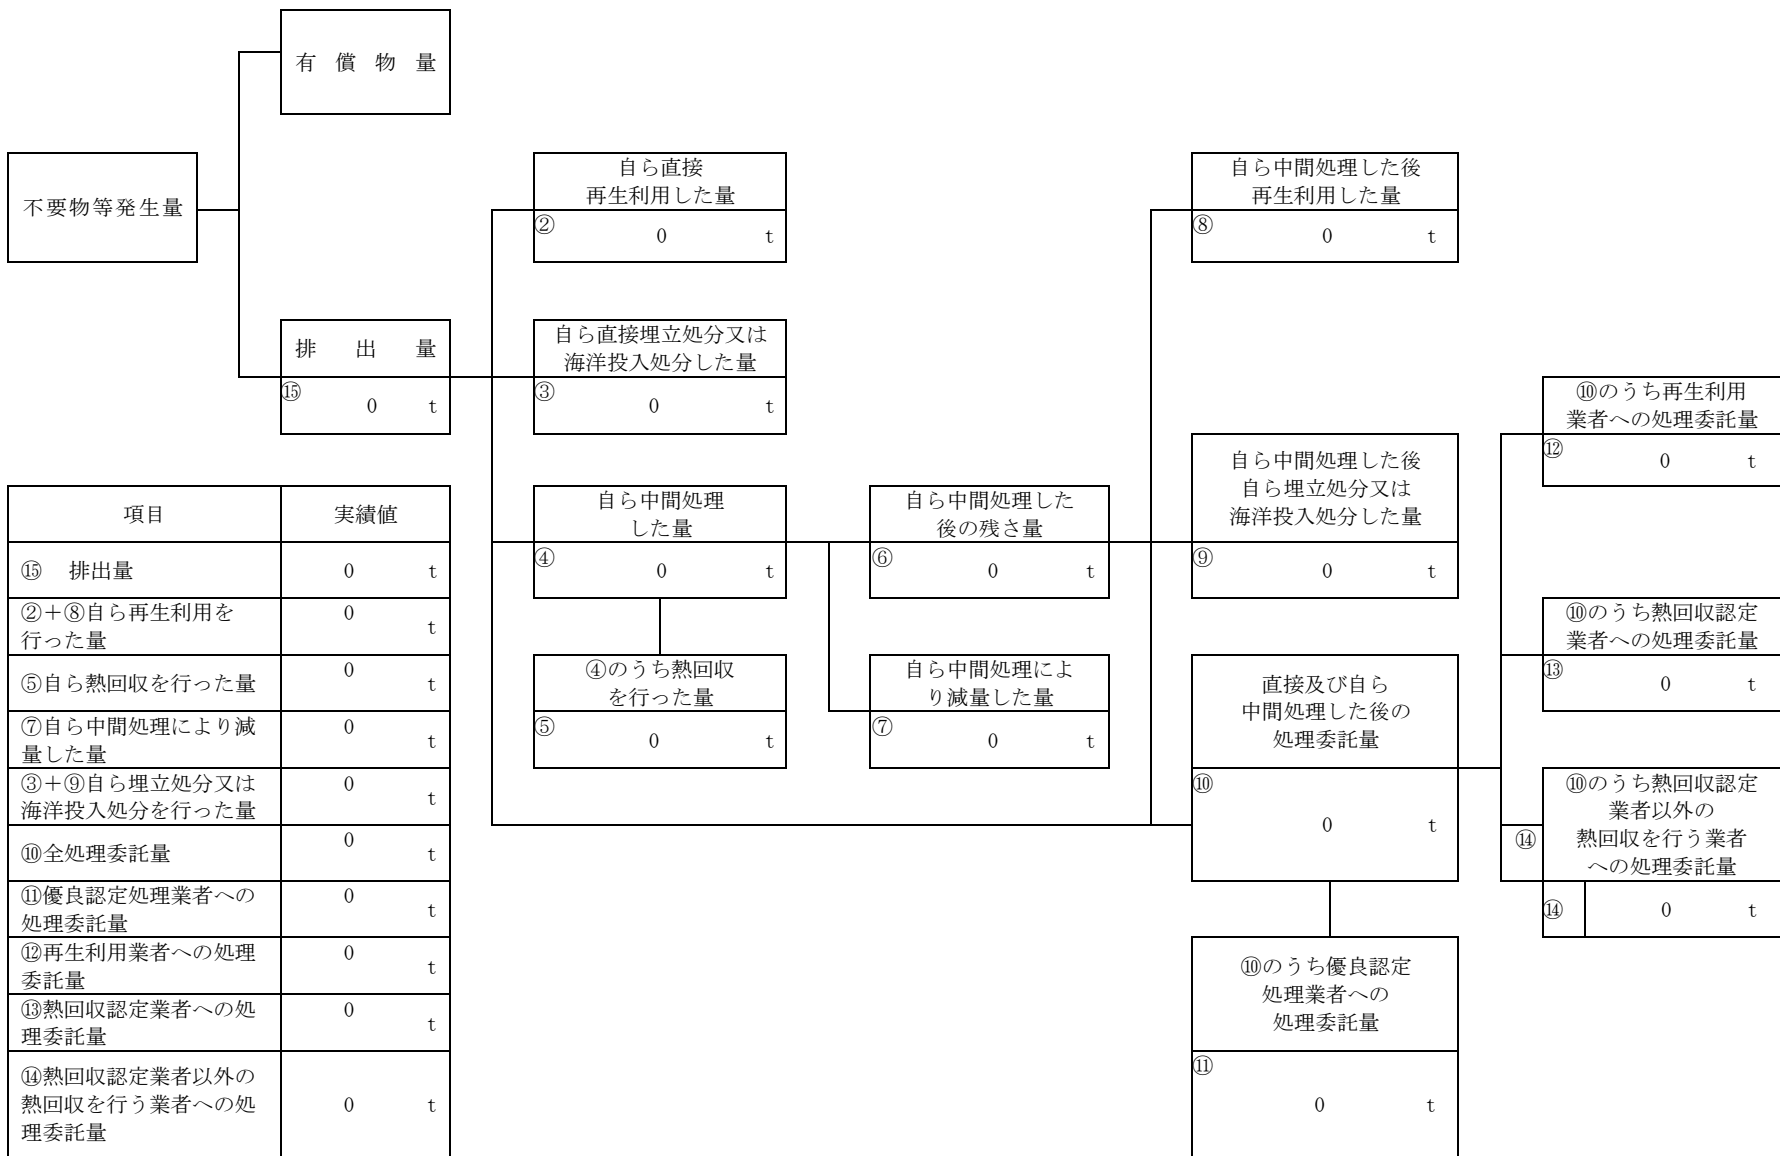 有 償 物 量
不要物等発生量
自ら直接
再生利用した量
② 0 t
自ら中間処理した後
再生利用した量
⑧ 0 t
排 出 量
⑮ 0 t
自ら直接埋立処分又は
海洋投入処分した量
③ 0 t
⑩のうち再生利用
業者への処理委託量
⑫ 0 t
自ら中間処理した後
自ら埋立処分又は
海洋投入処分した量
⑨ 0 t
自ら中間処理
した量
④ 0 t
自ら中間処理した
後の残さ量
⑥ 0 t
⑩のうち熱回収認定
業者への処理委託量
⑬ 0 t
④のうち熱回収
を行った量
⑤ 0 t
自ら中間処理によ
り減量した量
⑦ 0 t
直接及び自ら
中間処理した後の
処理委託量
⑩ 0 t
⑩のうち熱回収認定
業者以外の
熱回収を行う業者
への処理委託量
⑭
⑭ 0 t
⑩のうち優良認定
処理業者への
処理委託量
⑪ 0 t
項目 実績値
⑮ 排出量 0 t
②＋⑧自ら再生利用を
行った量 0 t
⑤自ら熱回収を行った量 0 t
⑦自ら中間処理により減
量した量 0 t
③＋⑨自ら埋立処分又は
海洋投入処分を行った量 0 t
⑩全処理委託量 0 t
⑪優良認定処理業者への
処理委託量 0 t
⑫再生利用業者への処理
委託量 0 t
⑬熱回収認定業者への処
理委託量 0 t
⑭熱回収認定業者以外の
熱回収を行う業者への処
理委託量 0 t